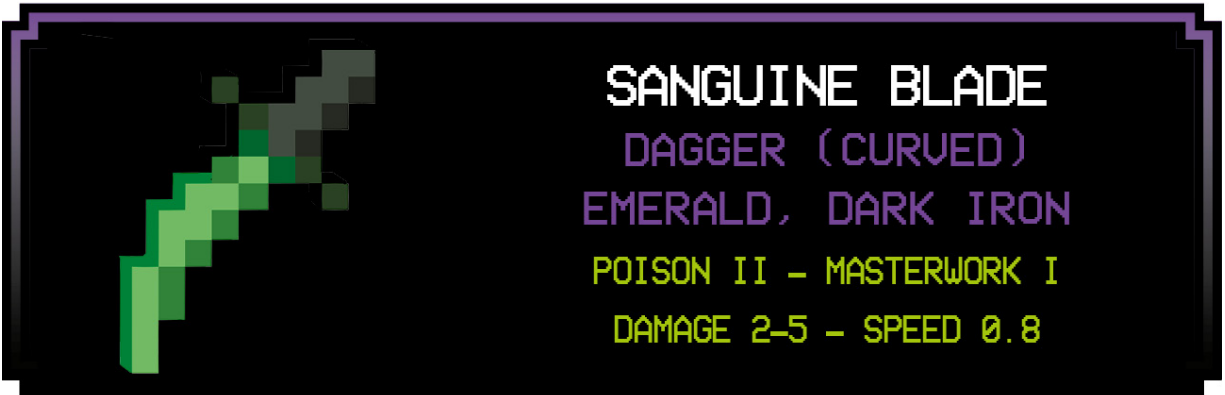 SANGUINE BLADE
DAGGER (CURVED)
EMERALD, DARK IRON
POISON II – MASTERWORK I
DAMAGE 2–5 – SPEED 0.8